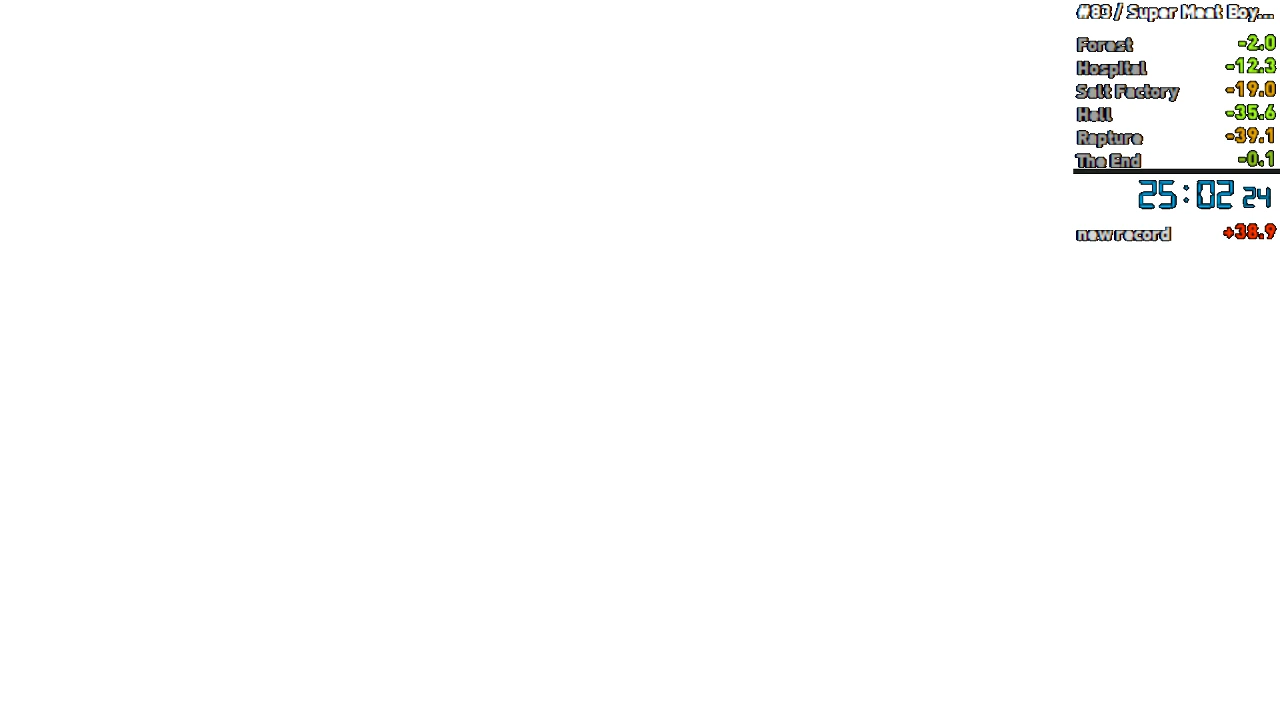 #83 / Super Meat Boy...
Forest -2.0
Hospital -12.3
Salt Factory -19.0
Hell -35.6
Rapture -39.1
The End -0.1
25:02 24
new record +38.9